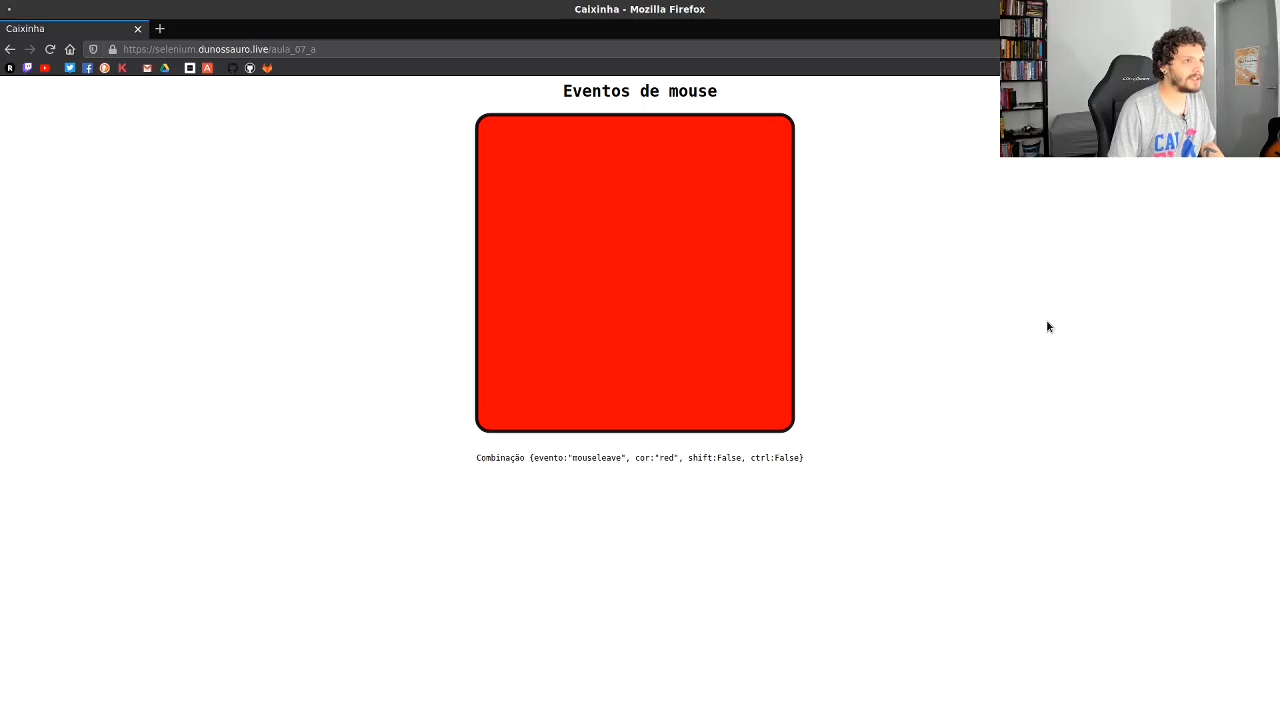 Caixinha - Mozilla Firefox
Caixinha
https://selenium.dunossauro.live/aula_07_a
Eventos de mouse
Combinação {evento:"mouseleave", cor:"red", shift:False, ctrl:False}